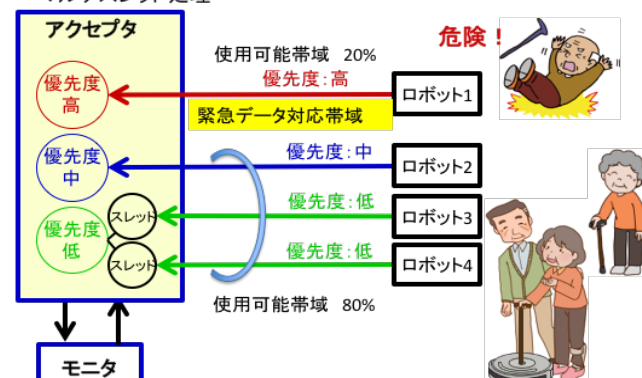 アクセプタ
使用可能帯域 20%
危険！
優先度:高
優先度
高
ロボット1
緊急データ対応帯域
優先度:中
優先度
中
ロボット2
優先度:低
スレッド
ロボット3
優先度
低
優先度:低
スレッド
ロボット4
使用可能帯域 80%
モニタ